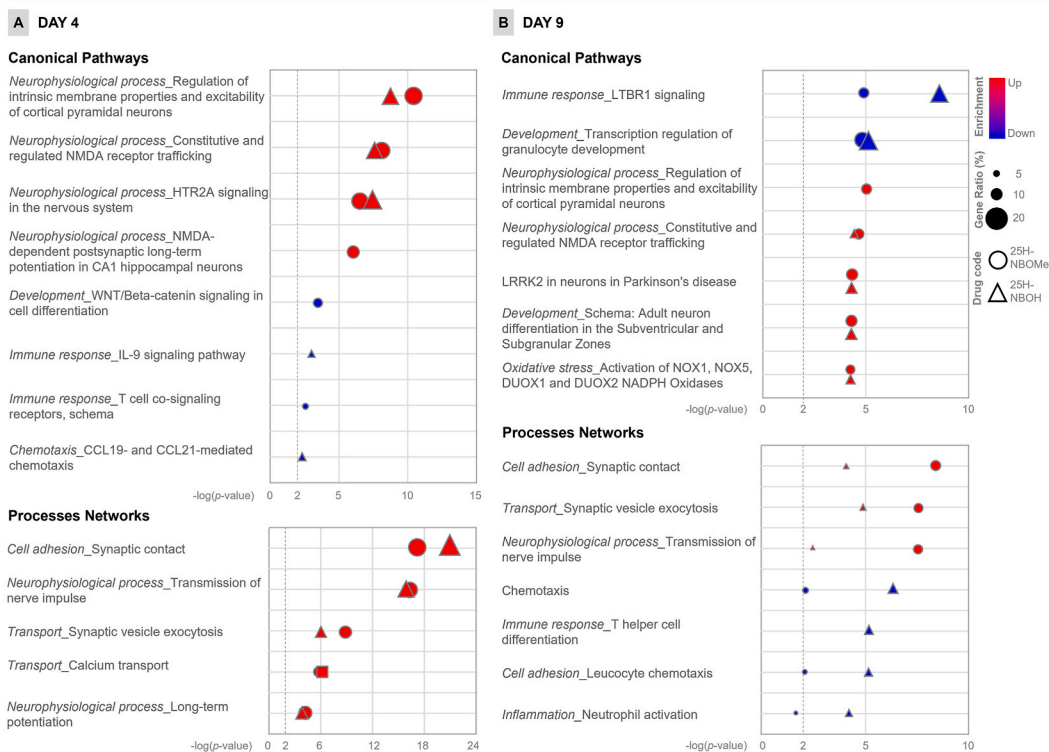 A DAY 4
Canonical Pathways
Neurophysiological process_Regulation of
intrinsic membrane properties and excitability
of cortical pyramidal neurons
Neurophysiological process_Constitutive and
regulated NMDA receptor trafficking
Neurophysiological process_HTR2A signaling
in the nervous system
Neurophysiological process_NMDA-
dependent postsynaptic long-term
potentiation in CA1 hippocampal neurons
Development_WNT/Beta-catenin signaling in
cell differentiation
Immune response_IL-9 signaling pathway
Immune response_T cell co-signaling
receptors, schema
Chemotaxis_CCL19- and CCL21-mediated
chemotaxis
-log(p-value) 0 2 5 10 15
Processes Networks
Cell adhesion_Synaptic contact
Neurophysiological process_Transmission of
nerve impulse
Transport_Synaptic vesicle exocytosis
Transport_Calcium transport
Neurophysiological process_Long-term
potentiation
-log(p-value) 0 2 6 12 18 24
B DAY 9
Canonical Pathways
Immune response_LTBR1 signaling
Development_Transcription regulation of
granulocyte development
Neurophysiological process_Regulation of
intrinsic membrane properties and excitability
of cortical pyramidal neurons
Neurophysiological process_Constitutive and
regulated NMDA receptor trafficking
LRRK2 in neurons in Parkinson's disease
Development_Schema: Adult neuron
differentiation in the Subventricular and
Subgranular Zones
Oxidative stress_Activation of NOX1, NOX5,
DUOX1 and DUOX2 NADPH Oxidases
-log(p-value) 0 2 5 10
Processes Networks
Cell adhesion_Synaptic contact
Transport_Synaptic vesicle exocytosis
Neurophysiological process_Transmission of
nerve impulse
Chemotaxis
Immune response_T helper cell
differentiation
Cell adhesion_Leucocyte chemotaxis
Inflammation_Neutrophil activation
-log(p-value) 0 2 5 10
Enrichment
Up
Down
Gene Ratio (%)
5
10
20
Drug code
25H-
NBOMe
25H-
NBOH